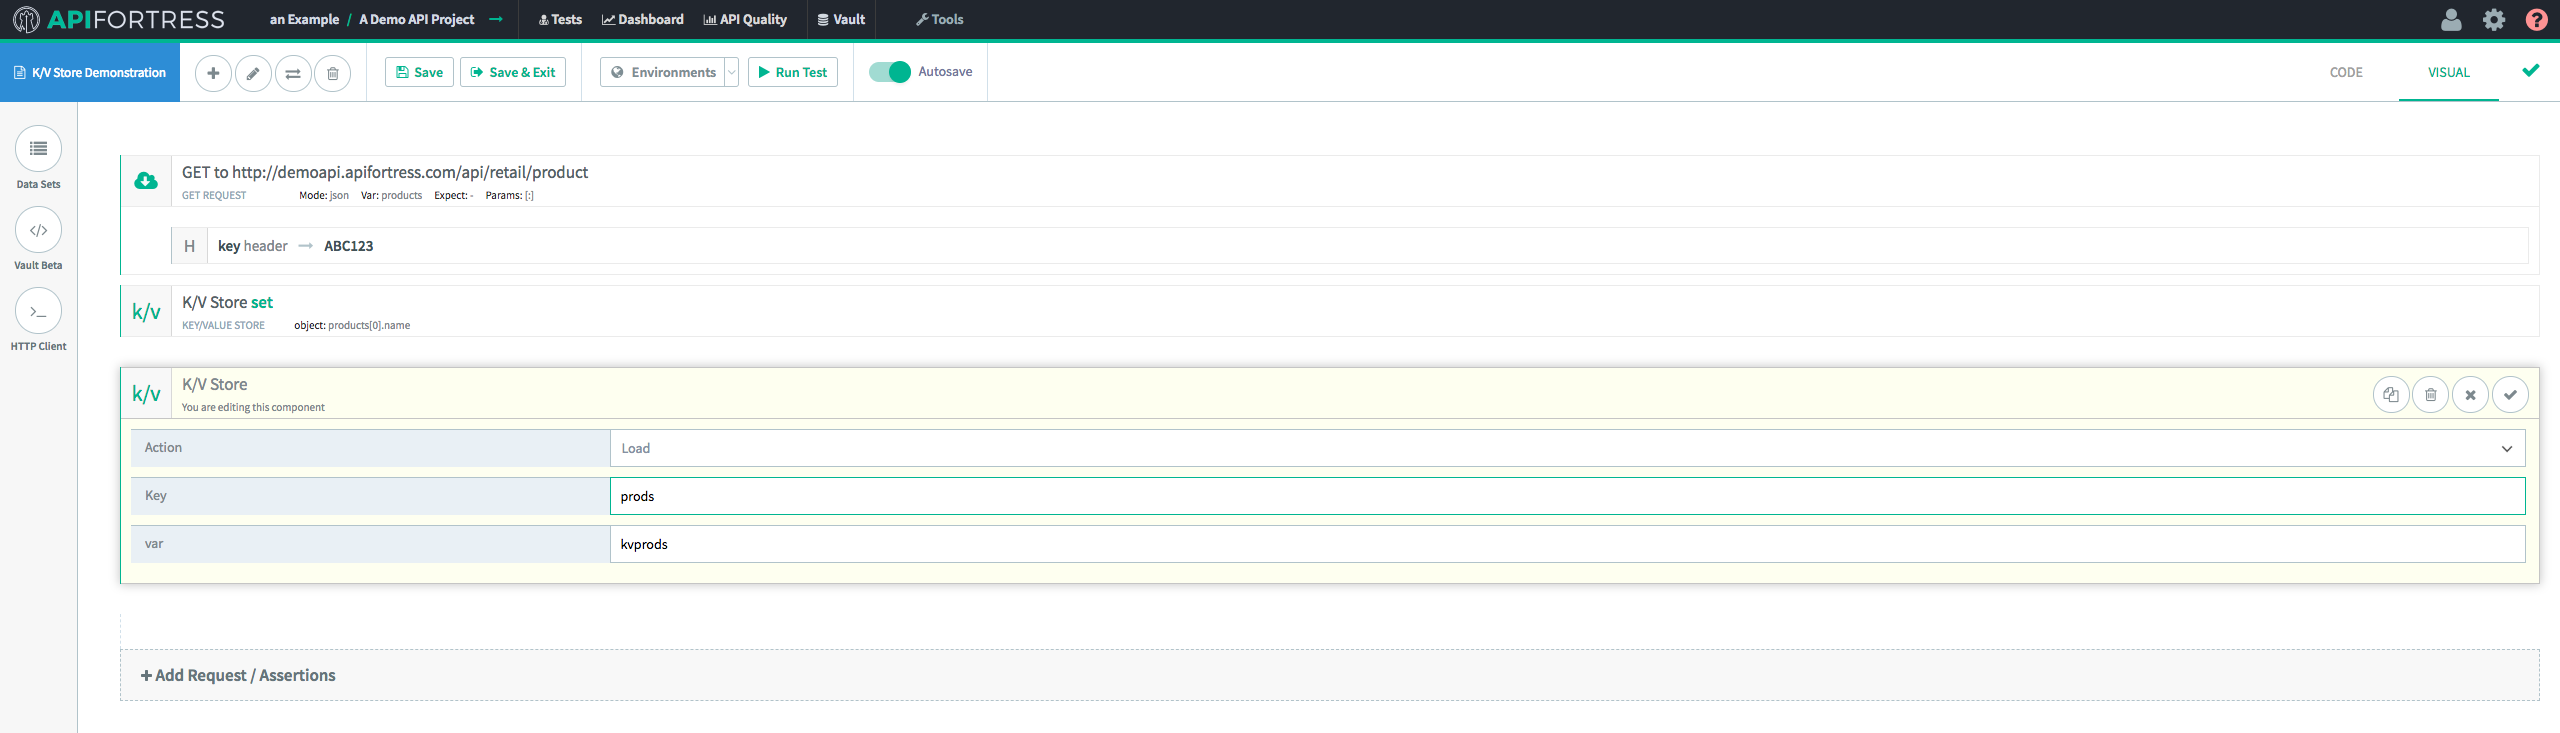 APIFORTRESS an Example / A Demo API Project → Tests Dashboard API Quality Vault Tools ?
K/V Store Demonstration Save Save & Exit Environments Run Test Autosave CODE VISUAL
Data Sets
</> Vault Beta
>_ HTTP Client
GET to http://demoapi.apifortress.com/api/retail/product
GET REQUEST Mode: json Var: products Expect: - Params: [:]
H key header → ABC123
k/v K/V Store set
KEY/VALUE STORE object: products[0].name
k/v K/V Store
You are editing this component
Action Load
Key prods
var kvprods
+ Add Request / Assertions